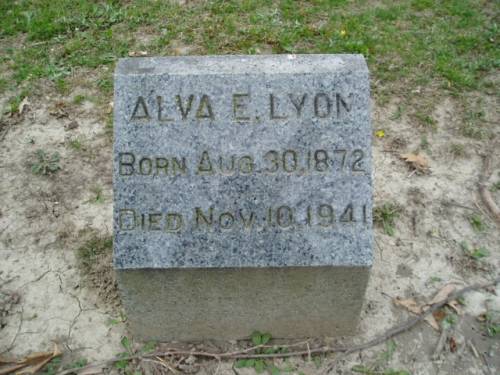 ALVA E. LYON
BORN AUG. 30, 1872
DIED NOV. 10, 1941